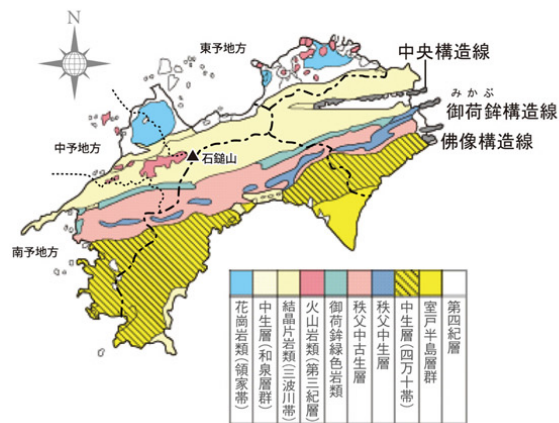 N
東予地方
中央構造線
みかぶ
御荷鉾構造線
佛像構造線
中予地方
石鎚山
南予地方
花崗岩類(領家帯)
中生層(和泉層群)
結晶片岩類(三波川帯)
火山岩類(第三紀層)
御荷鉾緑色岩類
秩父中古生層
秩父中生層
中生層(四万十帯)
室戸半島層群
第四紀層